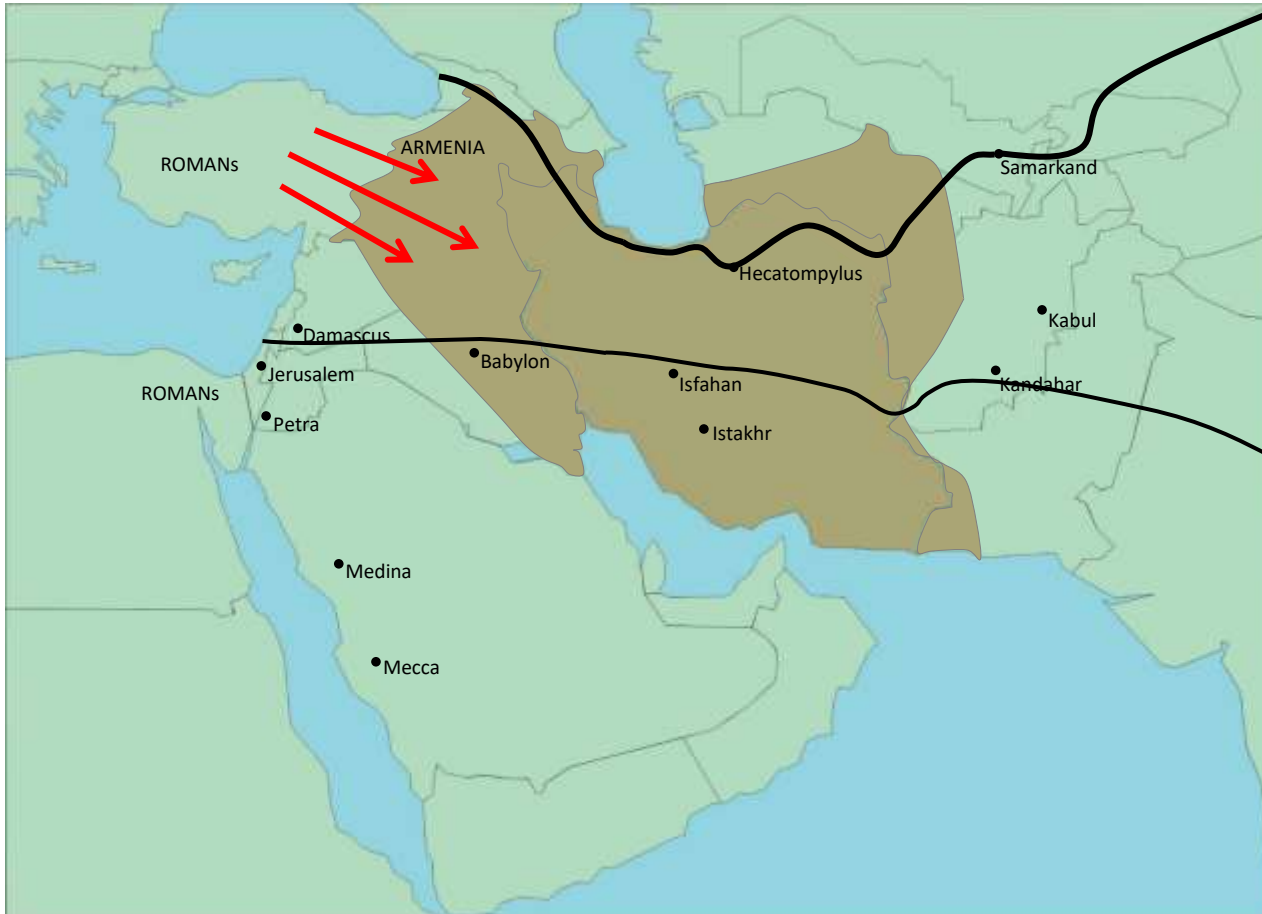 ARMENIA
ROMANs
Samarkand
Hecatompylus
Kabul
Damascus
Babylon
Jerusalem
Isfahan
Kandahar
ROMANs
Petra
Istakhr
Medina
Mecca